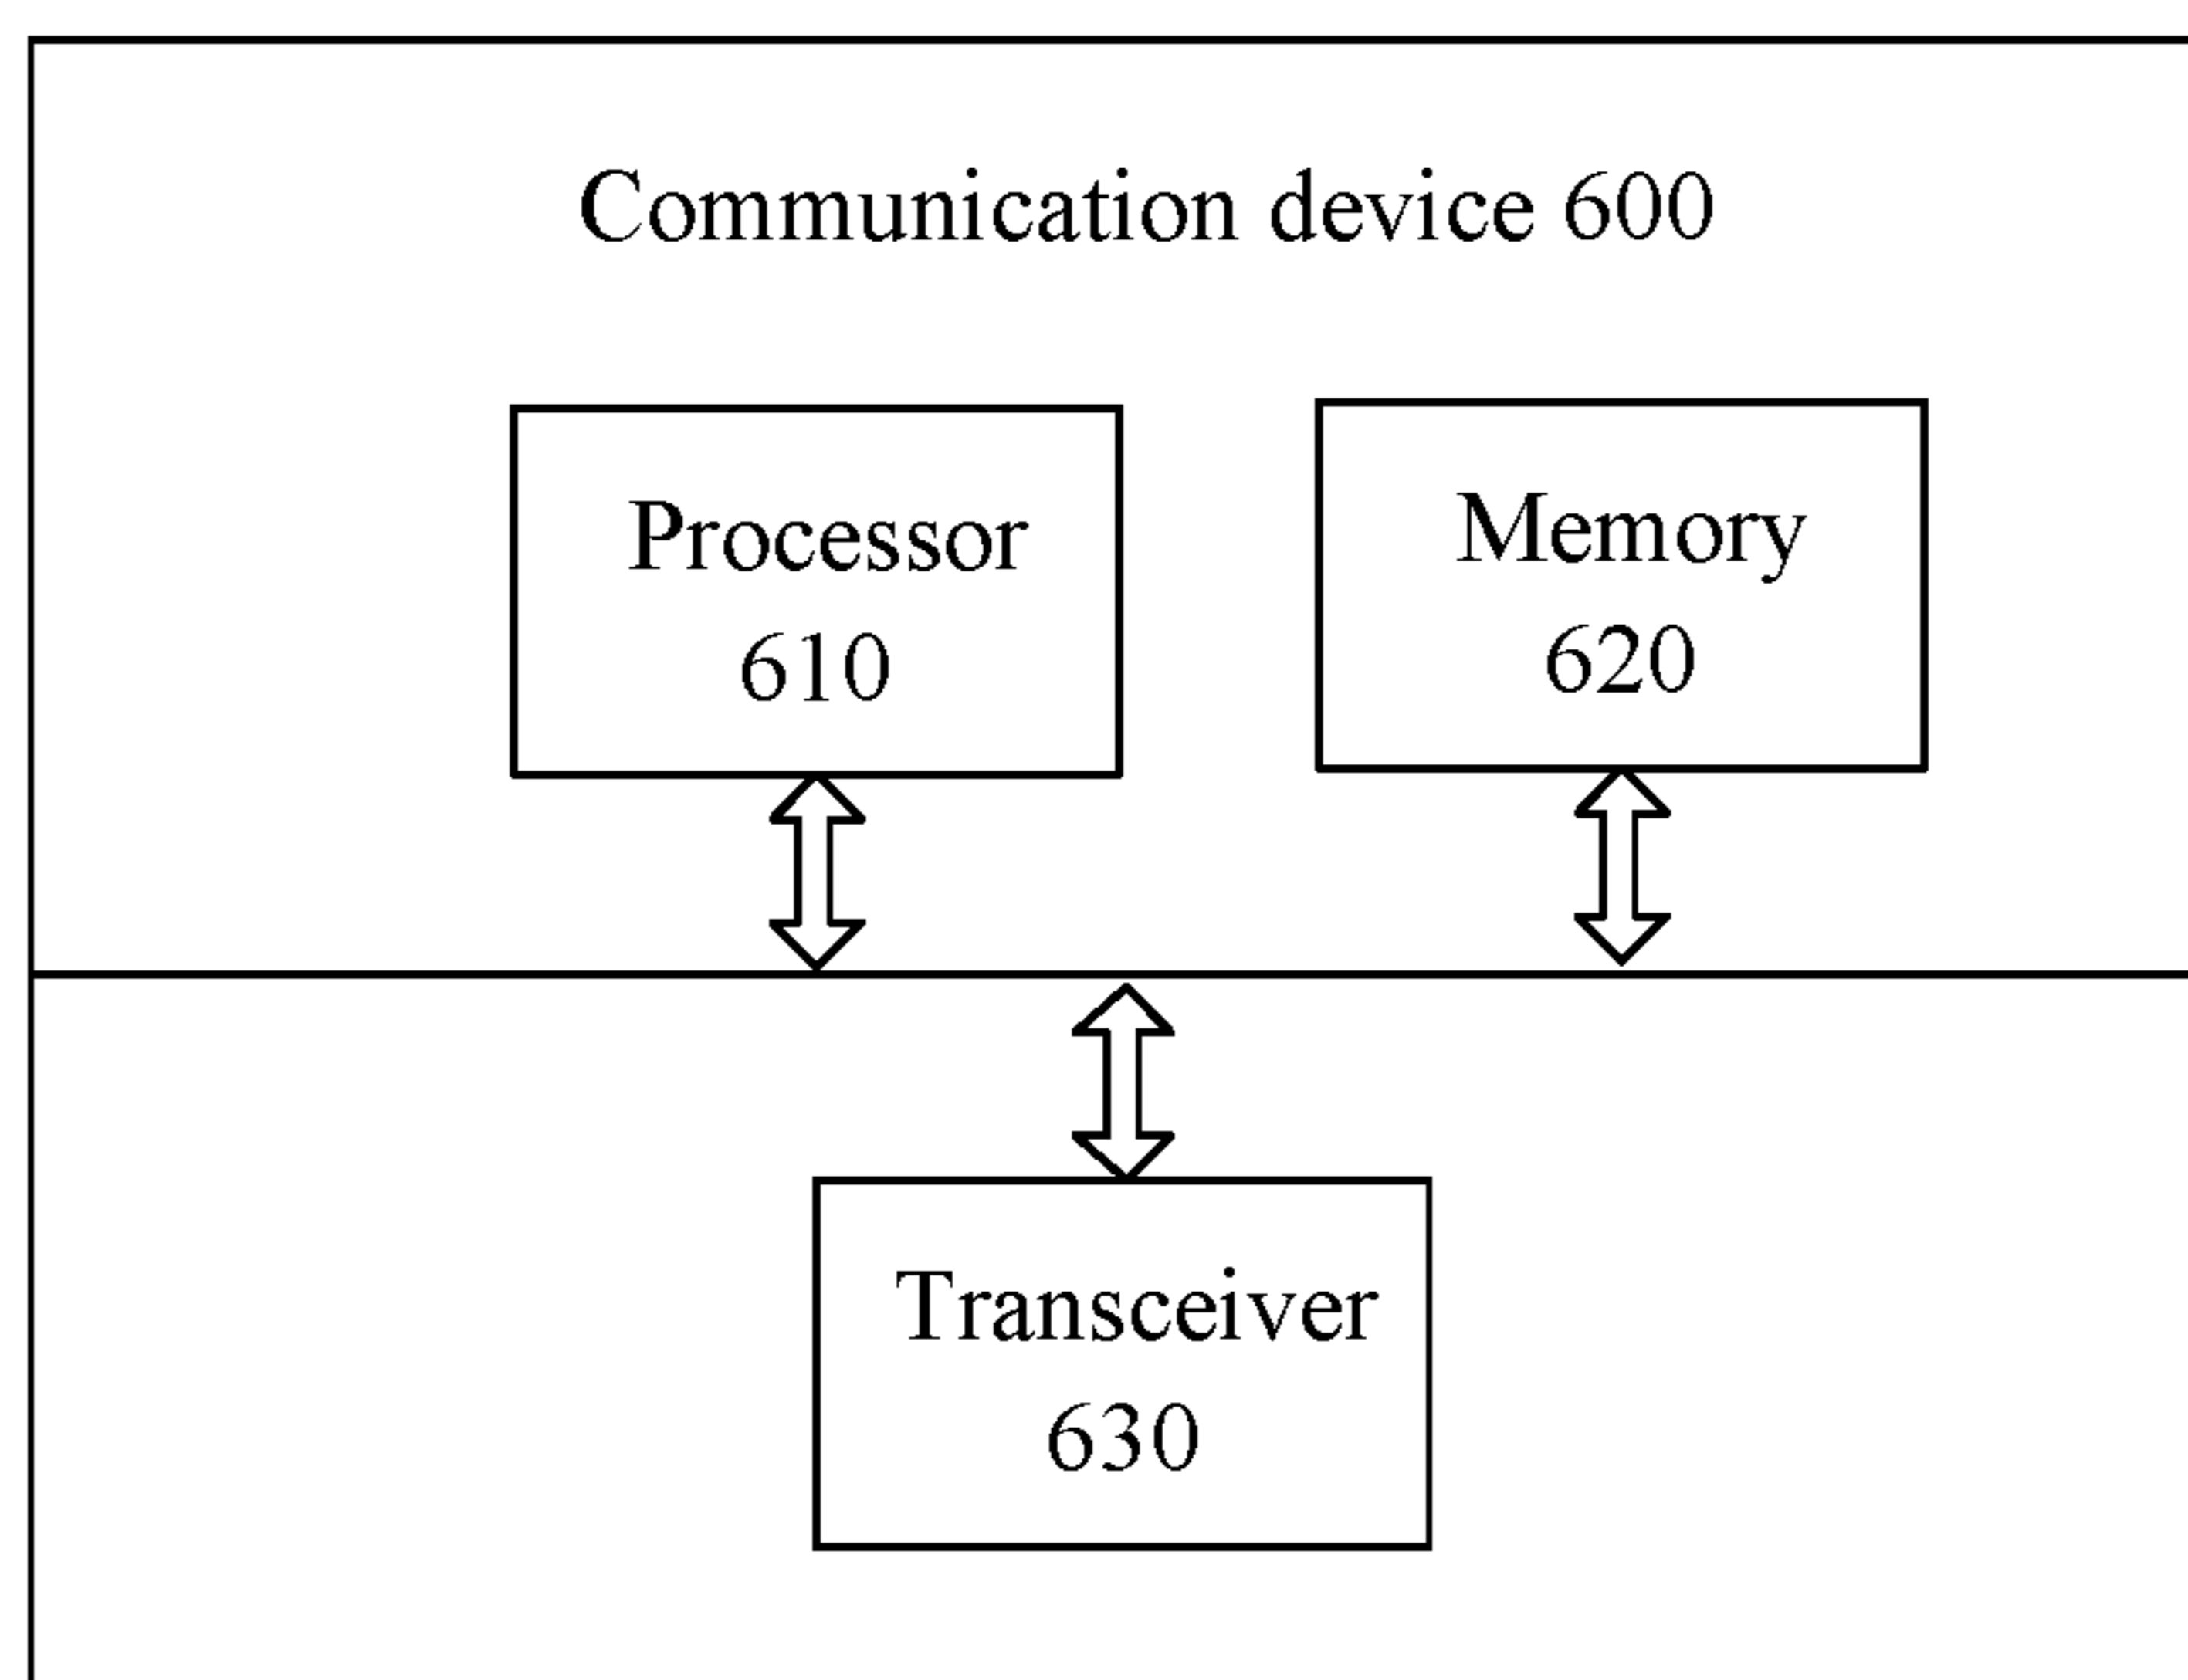 Communication device 600
Processor
610
Memory
620
Transceiver
630